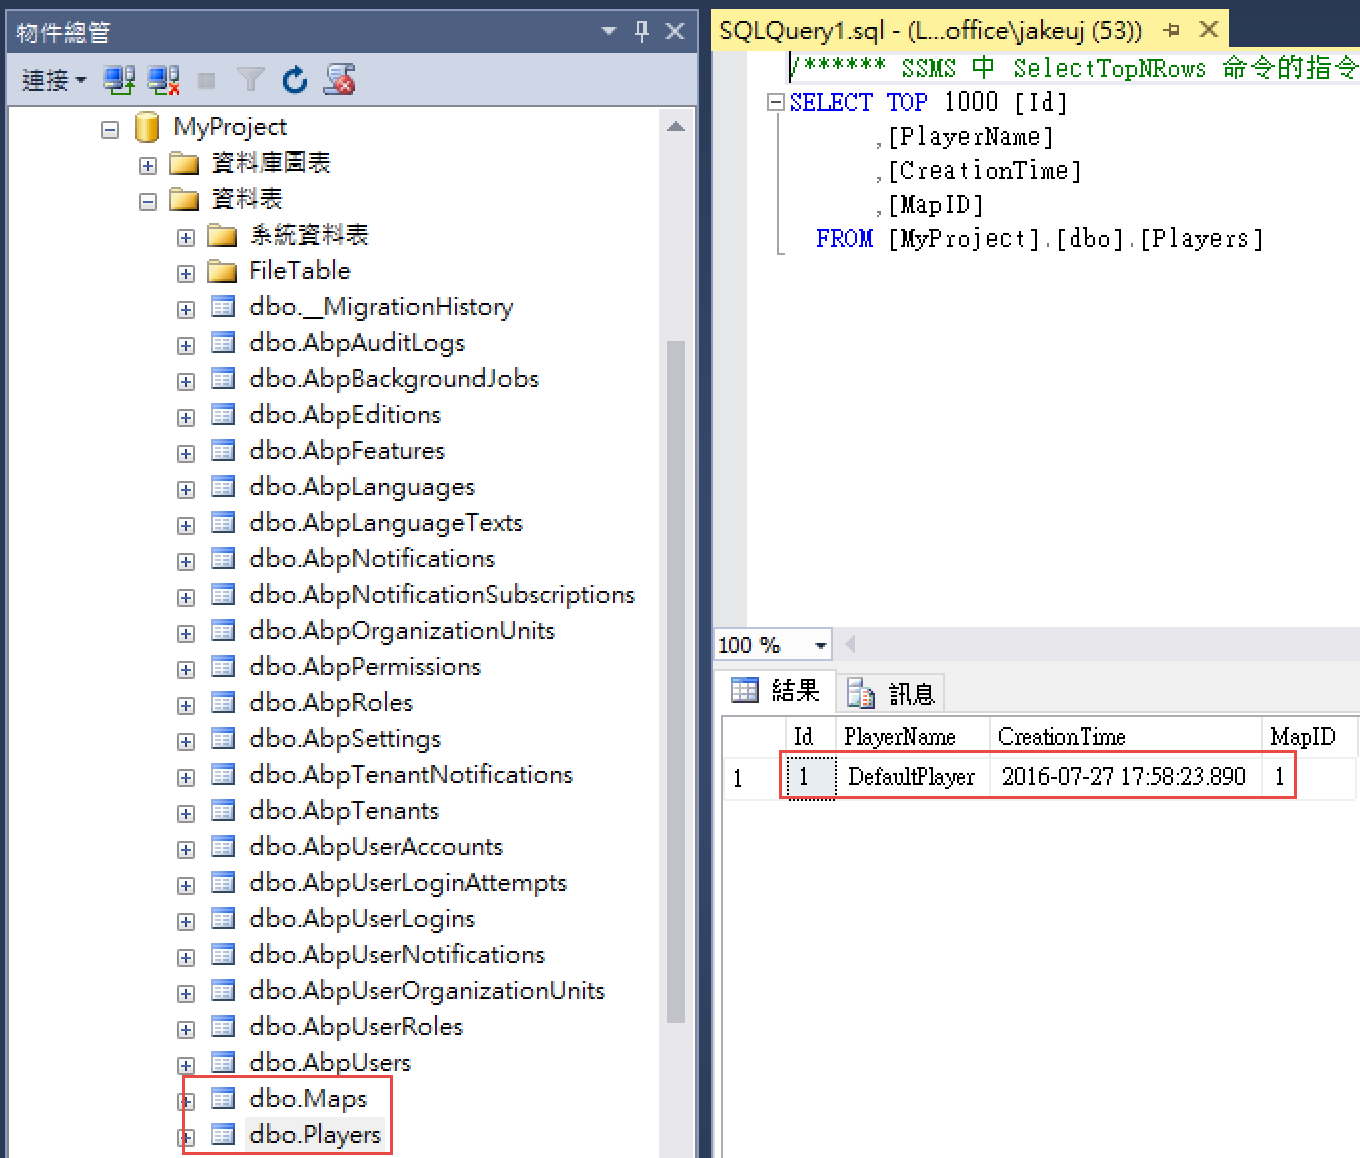 物件總管
連接
MyProject
資料庫圖表
資料表
系統資料表
FileTable
dbo.__MigrationHistory
dbo.AbpAuditLogs
dbo.AbpBackgroundJobs
dbo.AbpEditions
dbo.AbpFeatures
dbo.AbpLanguages
dbo.AbpLanguageTexts
dbo.AbpNotifications
dbo.AbpNotificationSubscriptions
dbo.AbpOrganizationUnits
dbo.AbpPermissions
dbo.AbpRoles
dbo.AbpSettings
dbo.AbpTenantNotifications
dbo.AbpTenants
dbo.AbpUserAccounts
dbo.AbpUserLoginAttempts
dbo.AbpUserLogins
dbo.AbpUserNotifications
dbo.AbpUserOrganizationUnits
dbo.AbpUserRoles
dbo.AbpUsers
dbo.Maps
dbo.Players
SQLQuery1.sql - (L...office\jakeuj (53))
/****** SSMS 中 SelectTopNRows 命令的指令
SELECT TOP 1000 [Id]
,[PlayerName]
,[CreationTime]
,[MapID]
FROM [MyProject].[dbo].[Players]
100 %
結果 訊息
Id PlayerName CreationTime MapID
1 1 DefaultPlayer 2016-07-27 17:58:23.890 1